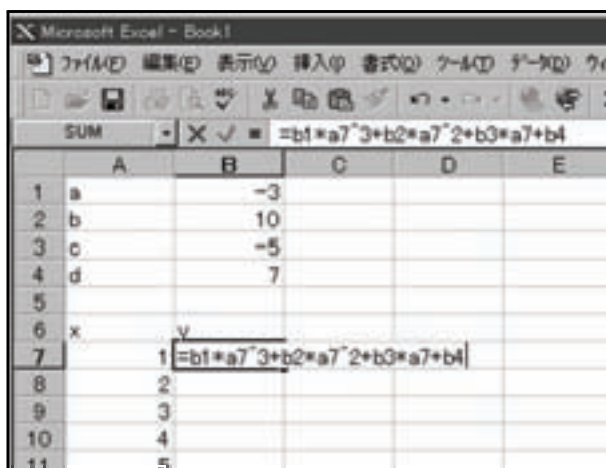 Microsoft Excel - Book1
ファイル(F) 編集(E) 表示(V) 挿入(I) 書式(O) ツール(T) データ(D)
SUM =b1*a7^3+b2*a7^2+b3*a7+b4
A B C D E
1 a -3
2 b 10
3 c -5
4 d 7
5
6 x y
7 1 =b1*a7^3+b2*a7^2+b3*a7+b4
8 2
9 3
10 4
11 5